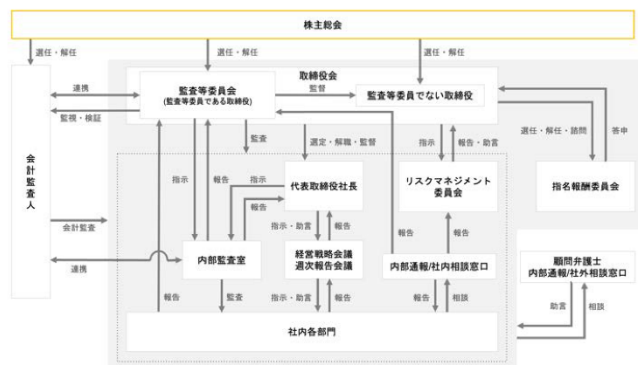 株主総会
選任・解任
選任・解任
選任・解任
取締役会
監査等委員会
(監査等委員である取締役)
監督
監査等委員でない取締役
連携
監視・検証
会計監査人
監査
選定・解職・監督
指示
報告・助言
選任・解任・諮問
答申
指示
報告
指示
報告
代表取締役社長
リスクマネジメント
委員会
指名報酬委員会
会計監査
指示・助言
報告
報告
報告
連携
内部監査室
経営戦略会議
週次報告会議
内部通報/社内相談窓口
顧問弁護士
内部通報/社外相談窓口
報告
監査
指示・助言
報告
報告
相談
助言
相談
社内各部門